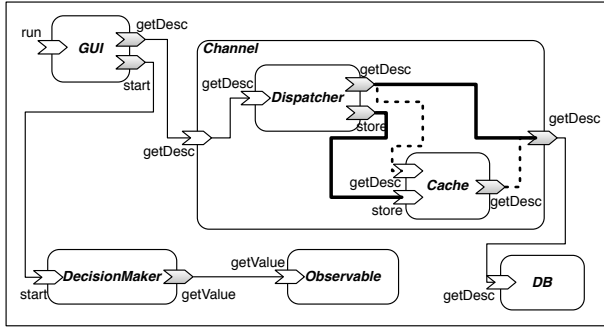 getDesc
run
GUI
start
Channel
getDesc
getDesc
Dispatcher
store
getDesc
getDesc
getDesc
Cache
getDesc
store
getDesc
start
DecisionMaker
getValue
getValue
Observable
getDesc
DB